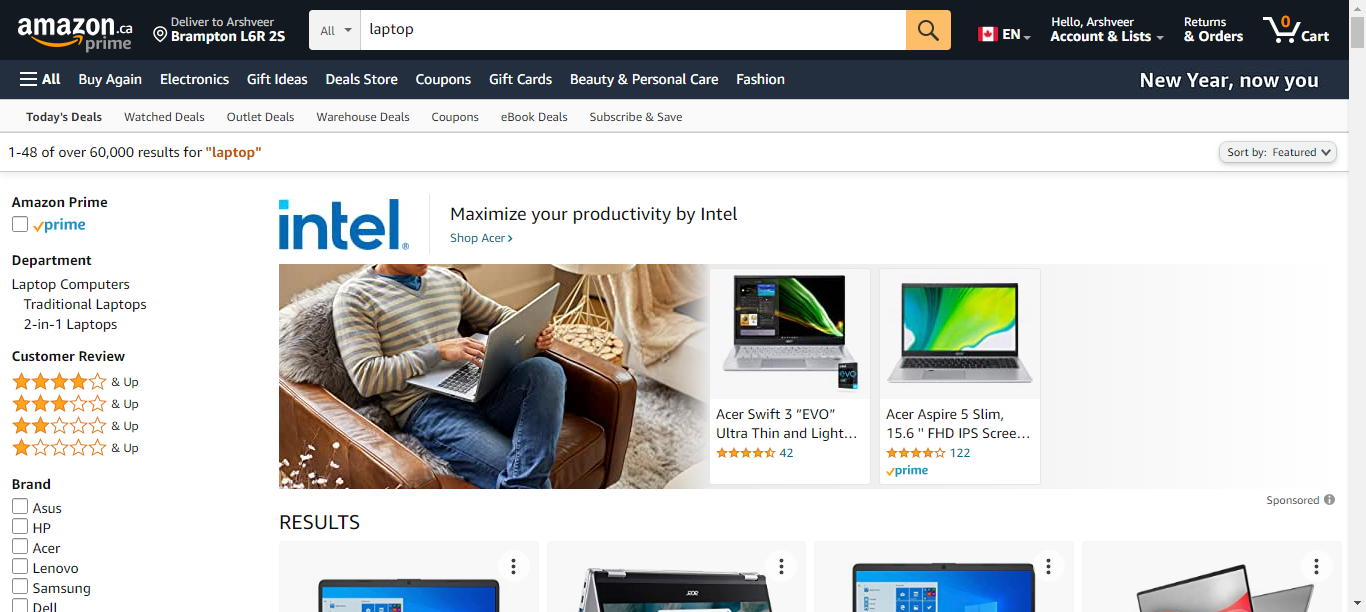 amazon.ca
prime
Deliver to Arshveer
Brampton L6R 2S
All
laptop
EN
Hello, Arshveer
Account & Lists
Returns
& Orders
0
Cart
All
Buy Again
Electronics
Gift Ideas
Deals Store
Coupons
Gift Cards
Beauty & Personal Care
Fashion
New Year, now you
Today's Deals
Watched Deals
Outlet Deals
Warehouse Deals
Coupons
eBook Deals
Subscribe & Save
1-48 of over 60,000 results for "laptop"
Sort by: Featured
Amazon Prime
prime
Department
Laptop Computers
Traditional Laptops
2-in-1 Laptops
Customer Review
& Up
& Up
& Up
& Up
Brand
Asus
HP
Acer
Lenovo
Samsung
Dell
intel®
Maximize your productivity by Intel
Shop Acer
evo
Acer Swift 3 "EVO"
Ultra Thin and Light…
42
Acer Aspire 5 Slim,
15.6 " FHD IPS Scree…
122
prime
Sponsored
RESULTS
acer